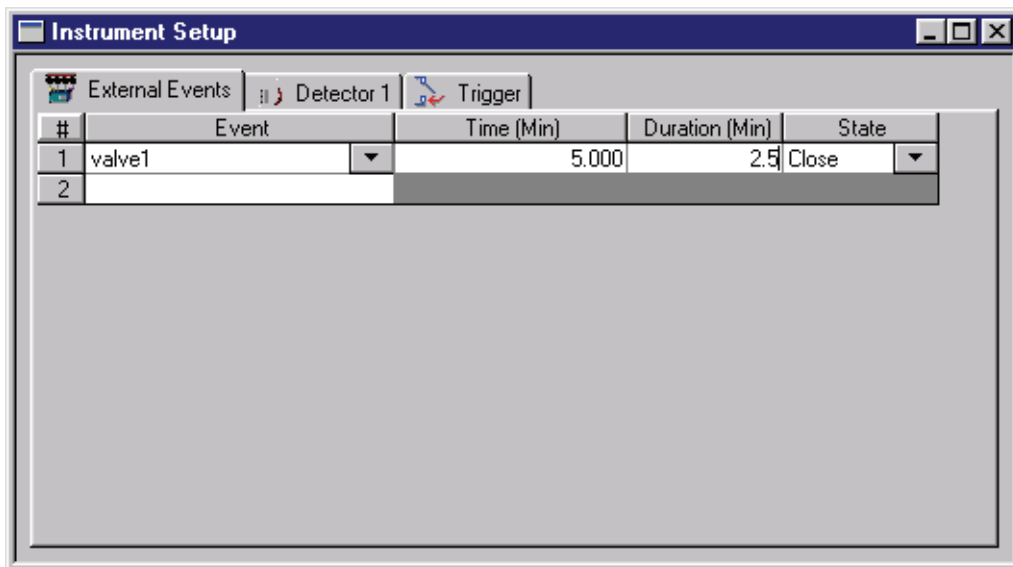 Instrument Setup
External Events Detector 1 Trigger
# Event Time (Min) Duration (Min) State
1 valve1 5.000 2.5 Close
2